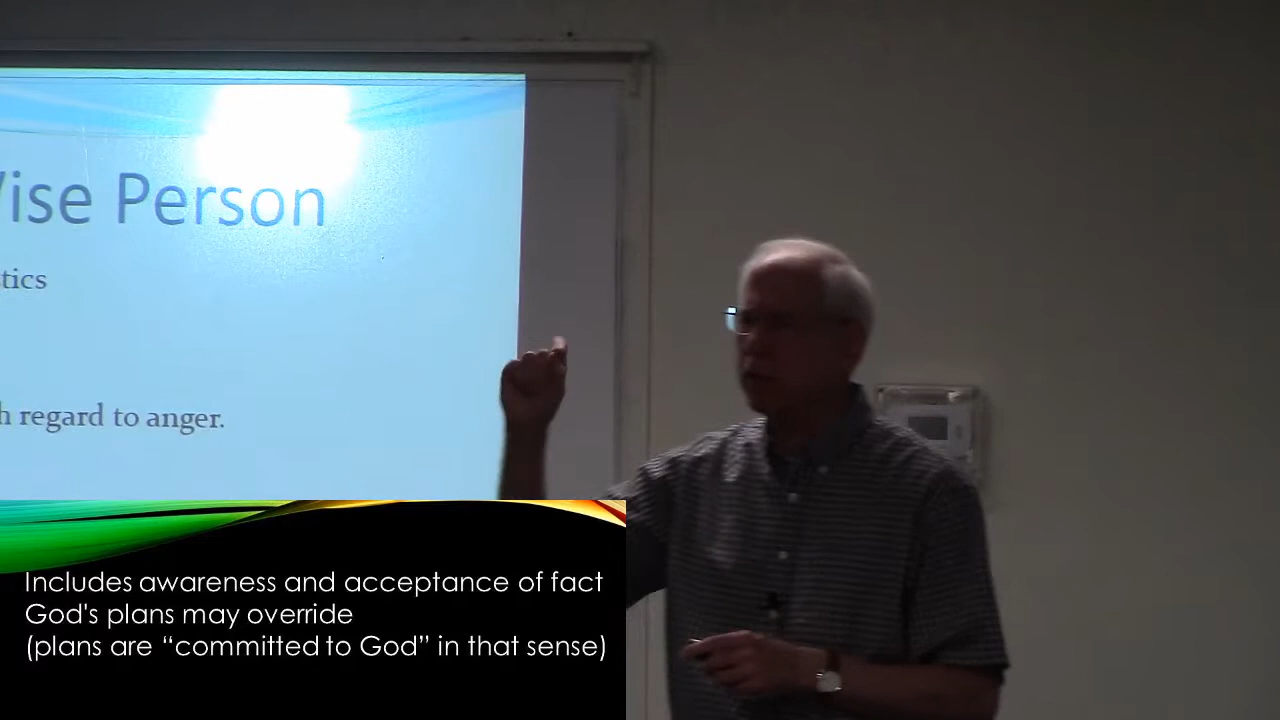 ise Person
tics
h regard to anger.
Includes awareness and acceptance of fact
God's plans may override
(plans are “committed to God” in that sense)